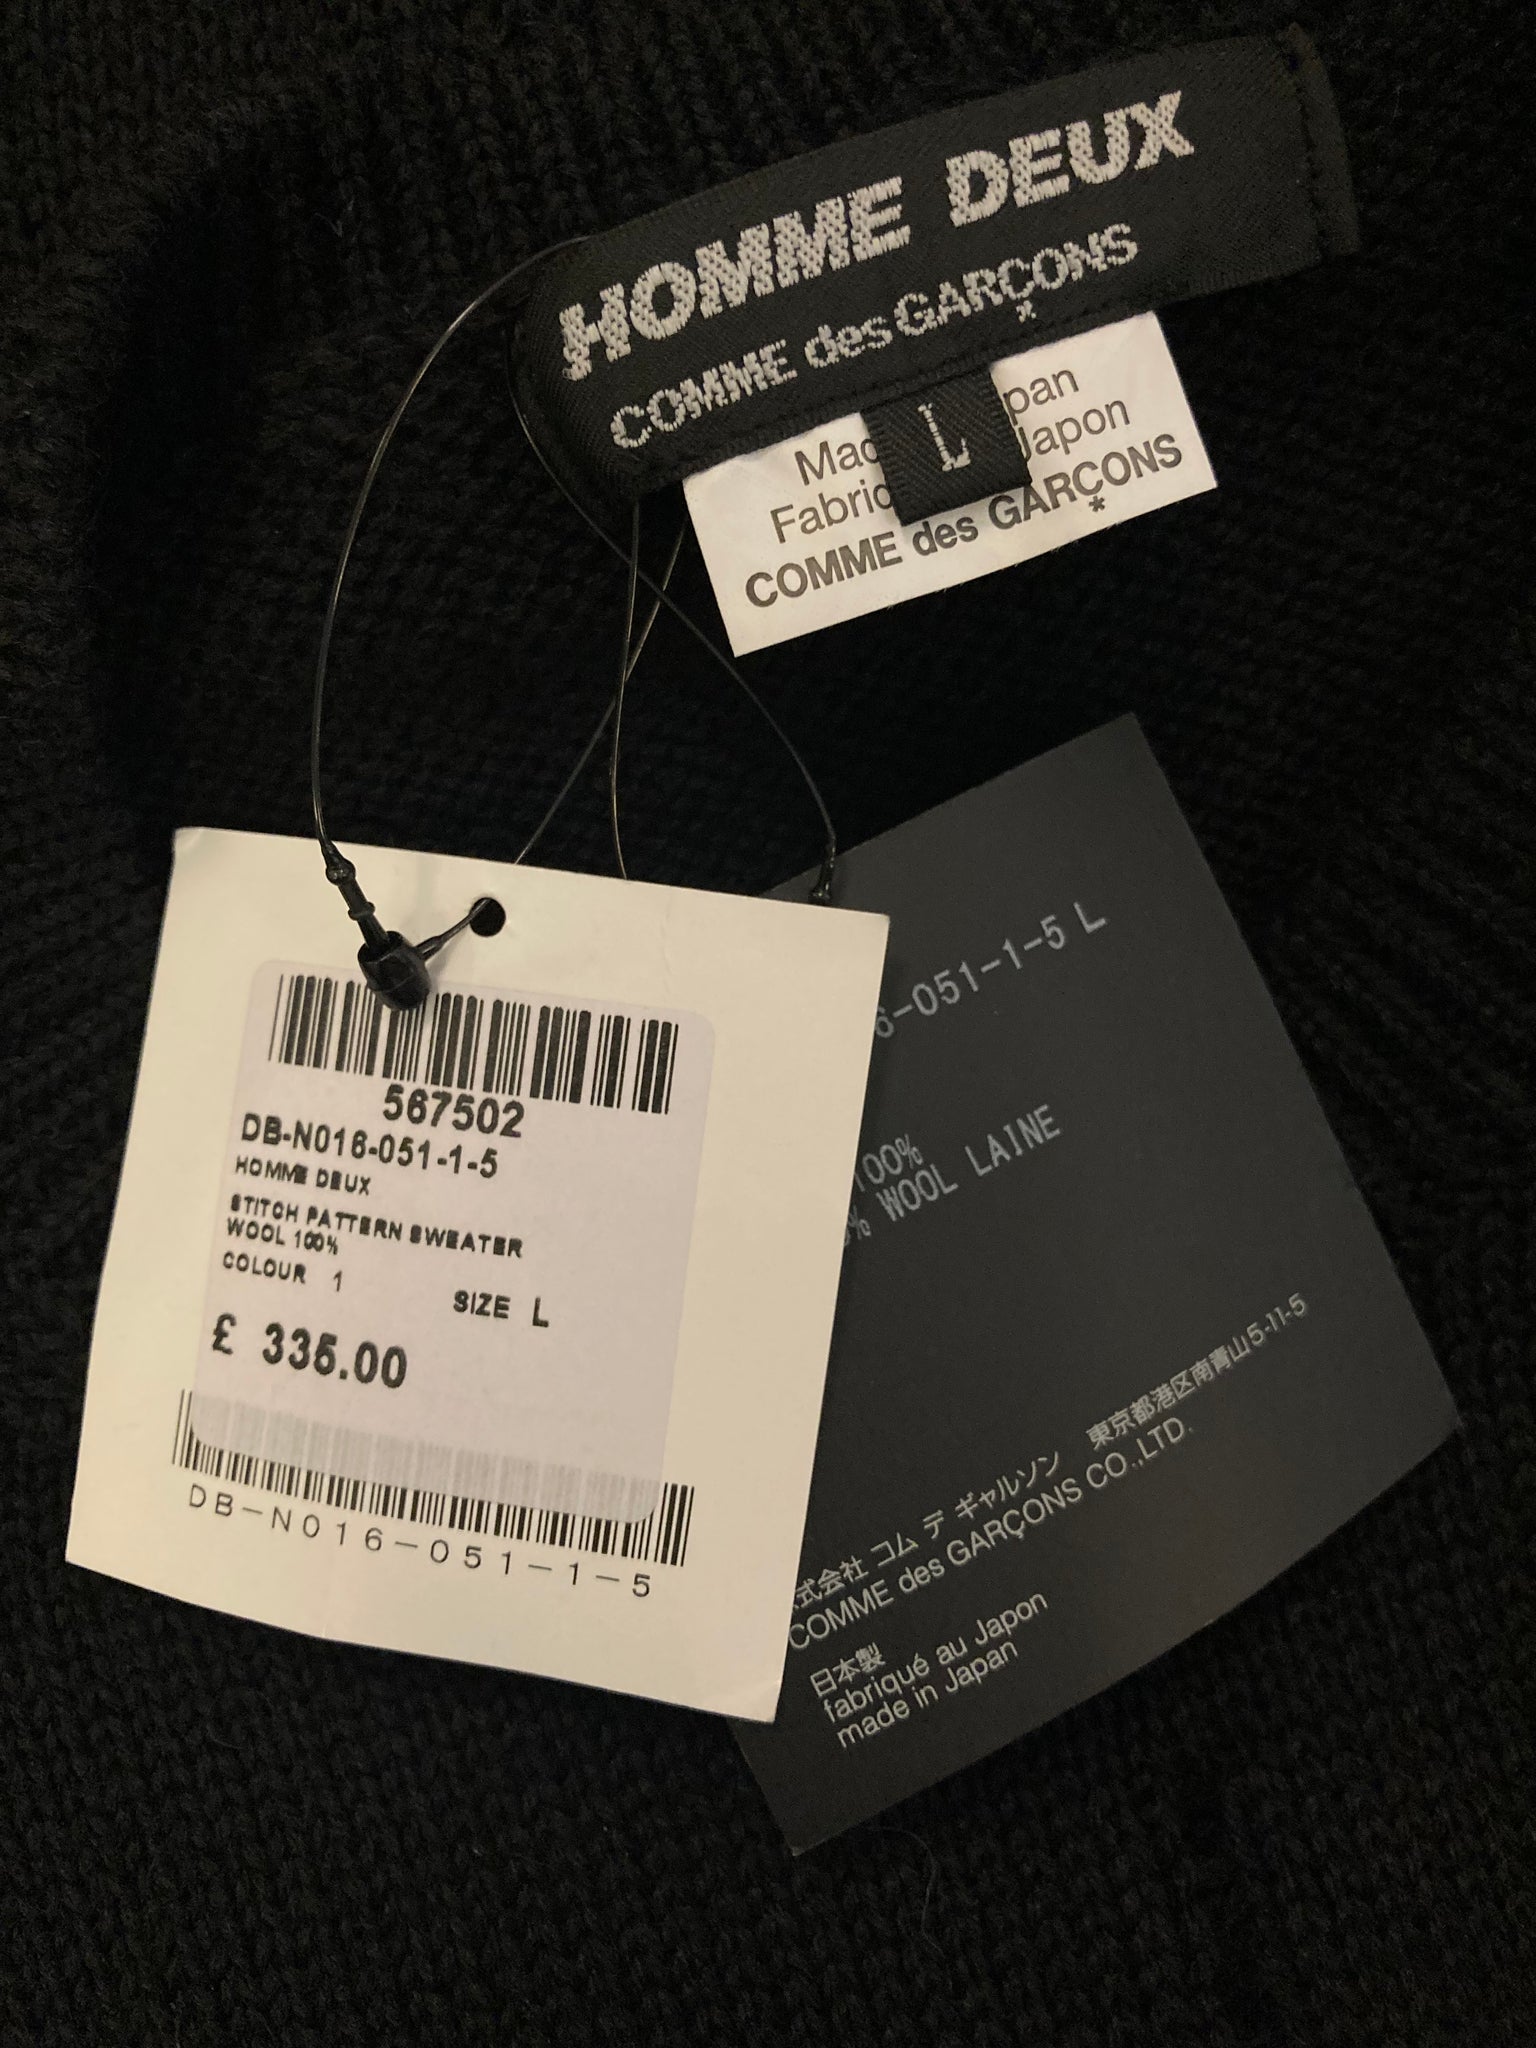 HOMME DEUX
COMME des GARÇONS
L
pan
Japon
COMME des GARÇONS
567502
DB-N016-051-1-5
HOMME DEUX
STITCH PATTERN SWEATER
WOOL 100%
COLOUR 1
SIZE L
£ 335.00
DB-N016-051-1-5
6-051-1-5 L
100%
% WOOL LAINE
式会社 コム デ ギャルソン 東京都港区南青山5-11-5
COMME des GARÇONS CO.,LTD.
日本製
fabriqué au Japon
made in Japan